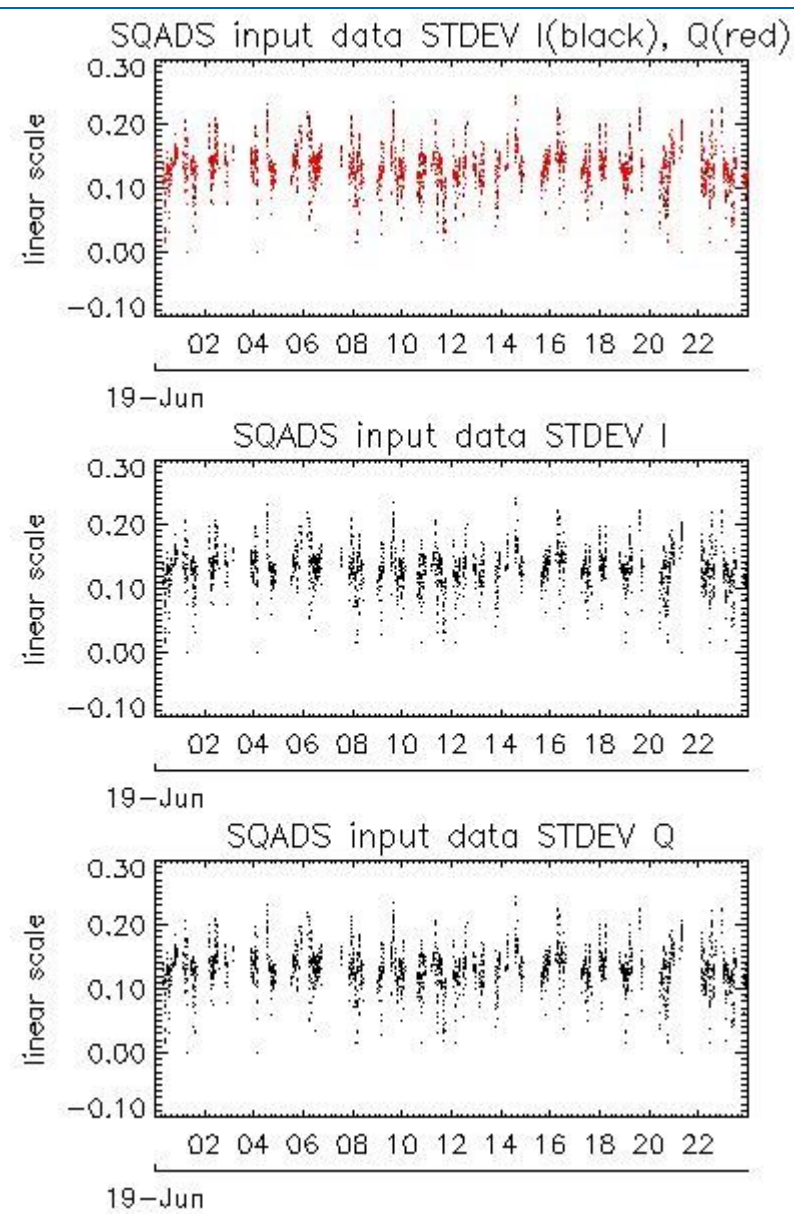 SQADS input data STDEV I(black), Q(red)
0.30
0.20
0.10
0.00
-0.10
linear scale
02 04 06 08 10 12 14 16 18 20 22
19-Jun
SQADS input data STDEV I
0.30
0.20
0.10
0.00
-0.10
linear scale
02 04 06 08 10 12 14 16 18 20 22
19-Jun
SQADS input data STDEV Q
0.30
0.20
0.10
0.00
-0.10
linear scale
02 04 06 08 10 12 14 16 18 20 22
19-Jun